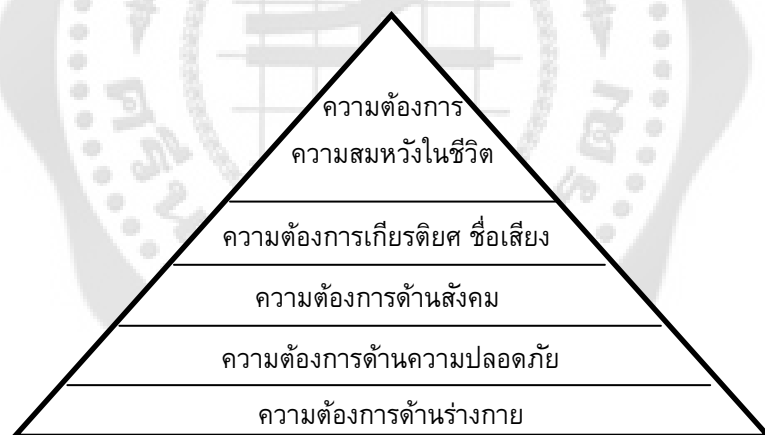 ความต้องการ
ความสมหวังในชีวิต
ความต้องการเกียรติยศ ชื่อเสียง
ความต้องการด้านสังคม
ความต้องการด้านความปลอดภัย
ความต้องการด้านร่างกาย